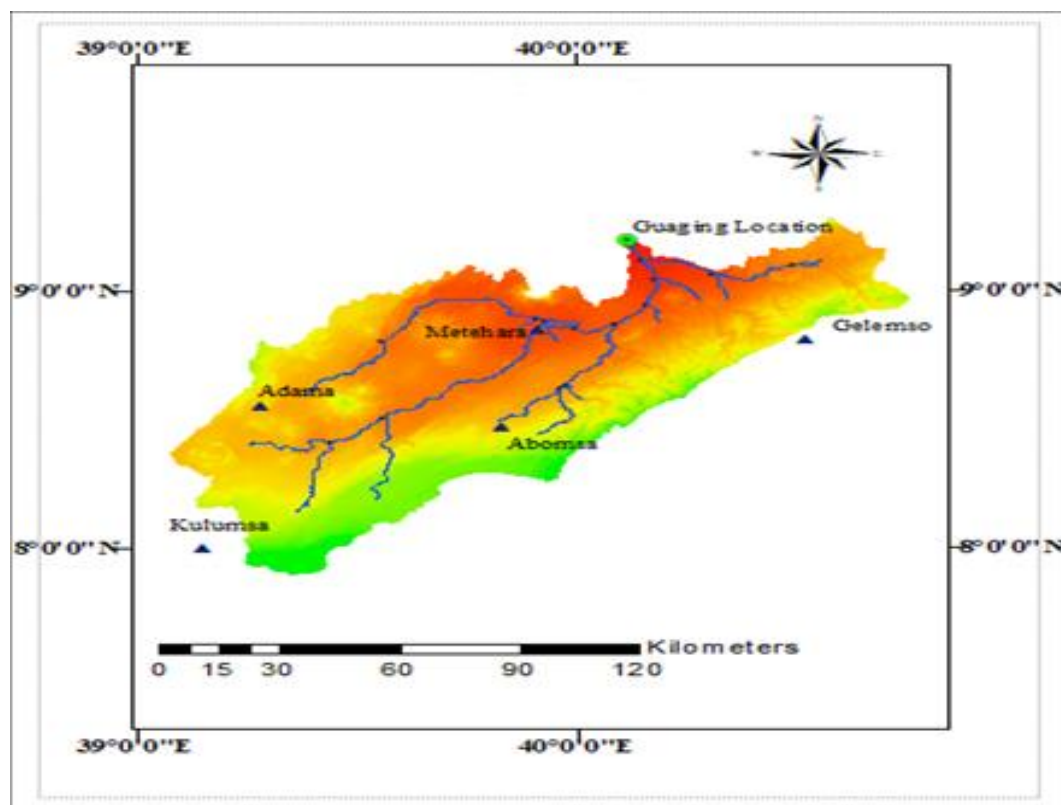 39°0'0"E 40°0'0"E
N
W E
S
Guaging Location
9°0'0"N 9°0'0"N
Metehara
Gelemso
Adama
Abomsa
Kulumsa
8°0'0"N 8°0'0"N
Kilometers
0 15 30 60 90 120
39°0'0"E 40°0'0"E